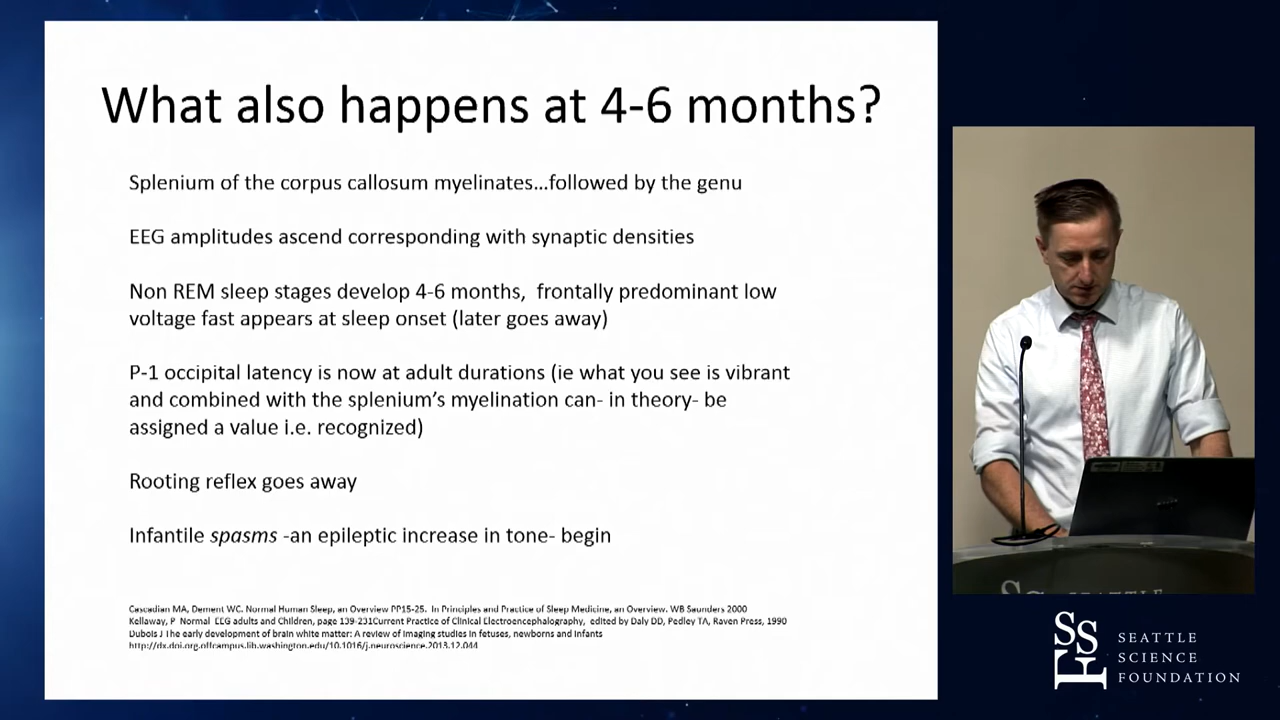 What also happens at 4-6 months?
Splenium of the corpus callosum myelinates...followed by the genu
EEG amplitudes ascend corresponding with synaptic densities
Non REM sleep stages develop 4-6 months,  frontally predominant low
voltage fast appears at sleep onset (later goes away)
P-1 occipital latency is now at adult durations (ie what you see is vibrant
and combined with the splenium's myelination can- in theory- be
assigned a value i.e. recognized)
Rooting reflex goes away
Infantile spasms -an epileptic increase in tone- begin
Cascadian MA, Dement WC. Normal Human Sleep, an Overview PP15-25.  In Principles and Practice of Sleep Medicine, an Overview. WB Saunders 2000
Kellaway, P  Normal  EEG adults and Children, page 139-231Current Practice of Clinical Electroencephalography,  edited by Daly DD, Pedley TA, Raven Press, 1990
Dubois J The early development of brain white matter: A review of imaging studies in fetuses, newborns and infants
http://dx.doi.org.offcampus.lib.washington.edu/10.1016/j.neuroscience.2013.12.044
SSF
SEATTLE
SCIENCE
FOUNDATION